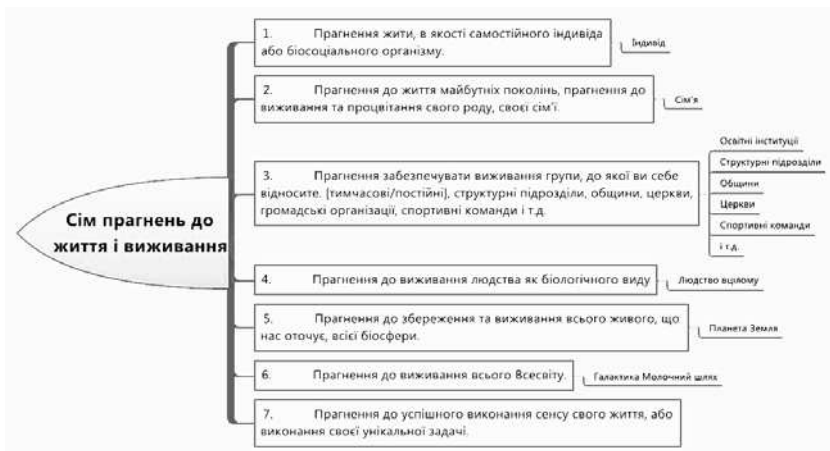 Сім прагнень до
життя і виживання
1. Прагнення жити, в якості самостійного індивіда
або біосоціального організму.
Індивід
2. Прагнення до життя майбутніх поколінь, прагнення до
виживання та процвітання свого роду, своєї сім'ї.
Сім'я
3. Прагнення забезпечувати виживання групи, до якої ви себе
відносите. (тимчасові/постійні), структурні підрозділи, общини, церкви,
громадські організації, спортивні команди і т.д.
Освітні інституції
Структурні підрозділи
Общини
Церкви
Спортивні команди
і т.д.
4. Прагнення до виживання людства як біологічного виду
Людство вцілому
5. Прагнення до збереження та виживання всього живого, що
нас оточує, всієї біосфери.
Планета Земля
6. Прагнення до виживання всього Всесвіту.
Галактика Молочний шлях
7. Прагнення до успішного виконання сенсу свого життя, або
виконання своєї унікальної задачі.